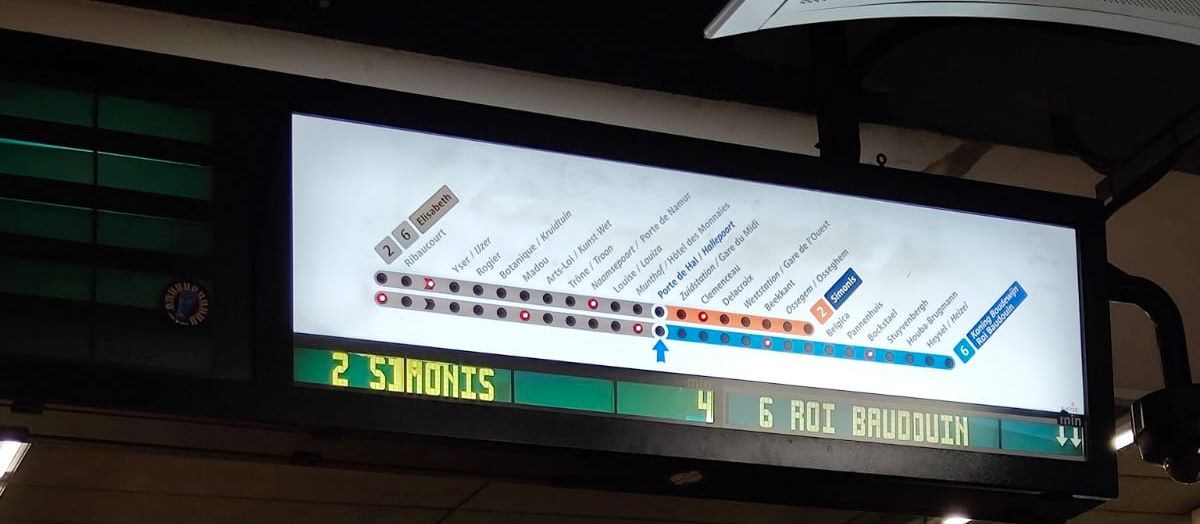 2 6 Elisabeth
Ribaucourt
Yser / IJzer
Rogier
Botanique / Kruidtuin
Madou
Arts-Loi / Kunst-Wet
Trône / Troon
Naamsepoort / Porte de Namur
Louise / Louiza
Munthof / Hôtel des Monnaies
Porte de Hal / Hallepoort
Zuidstation / Gare du Midi
Clemenceau
Delacroix
Weststation / Gare de l'Ouest
Beekkant
Ossegem / Osseghem
2 Simonis
Belgica
Pannenhuis
Bockstael
Stuyvenbergh
Houba-Brugmann
Heysel / Heizel
6 Koning Boudewijn
Roi Baudouin
2 SIMONIS
min
4
6 ROI BAUDOUIN
min
↓↓